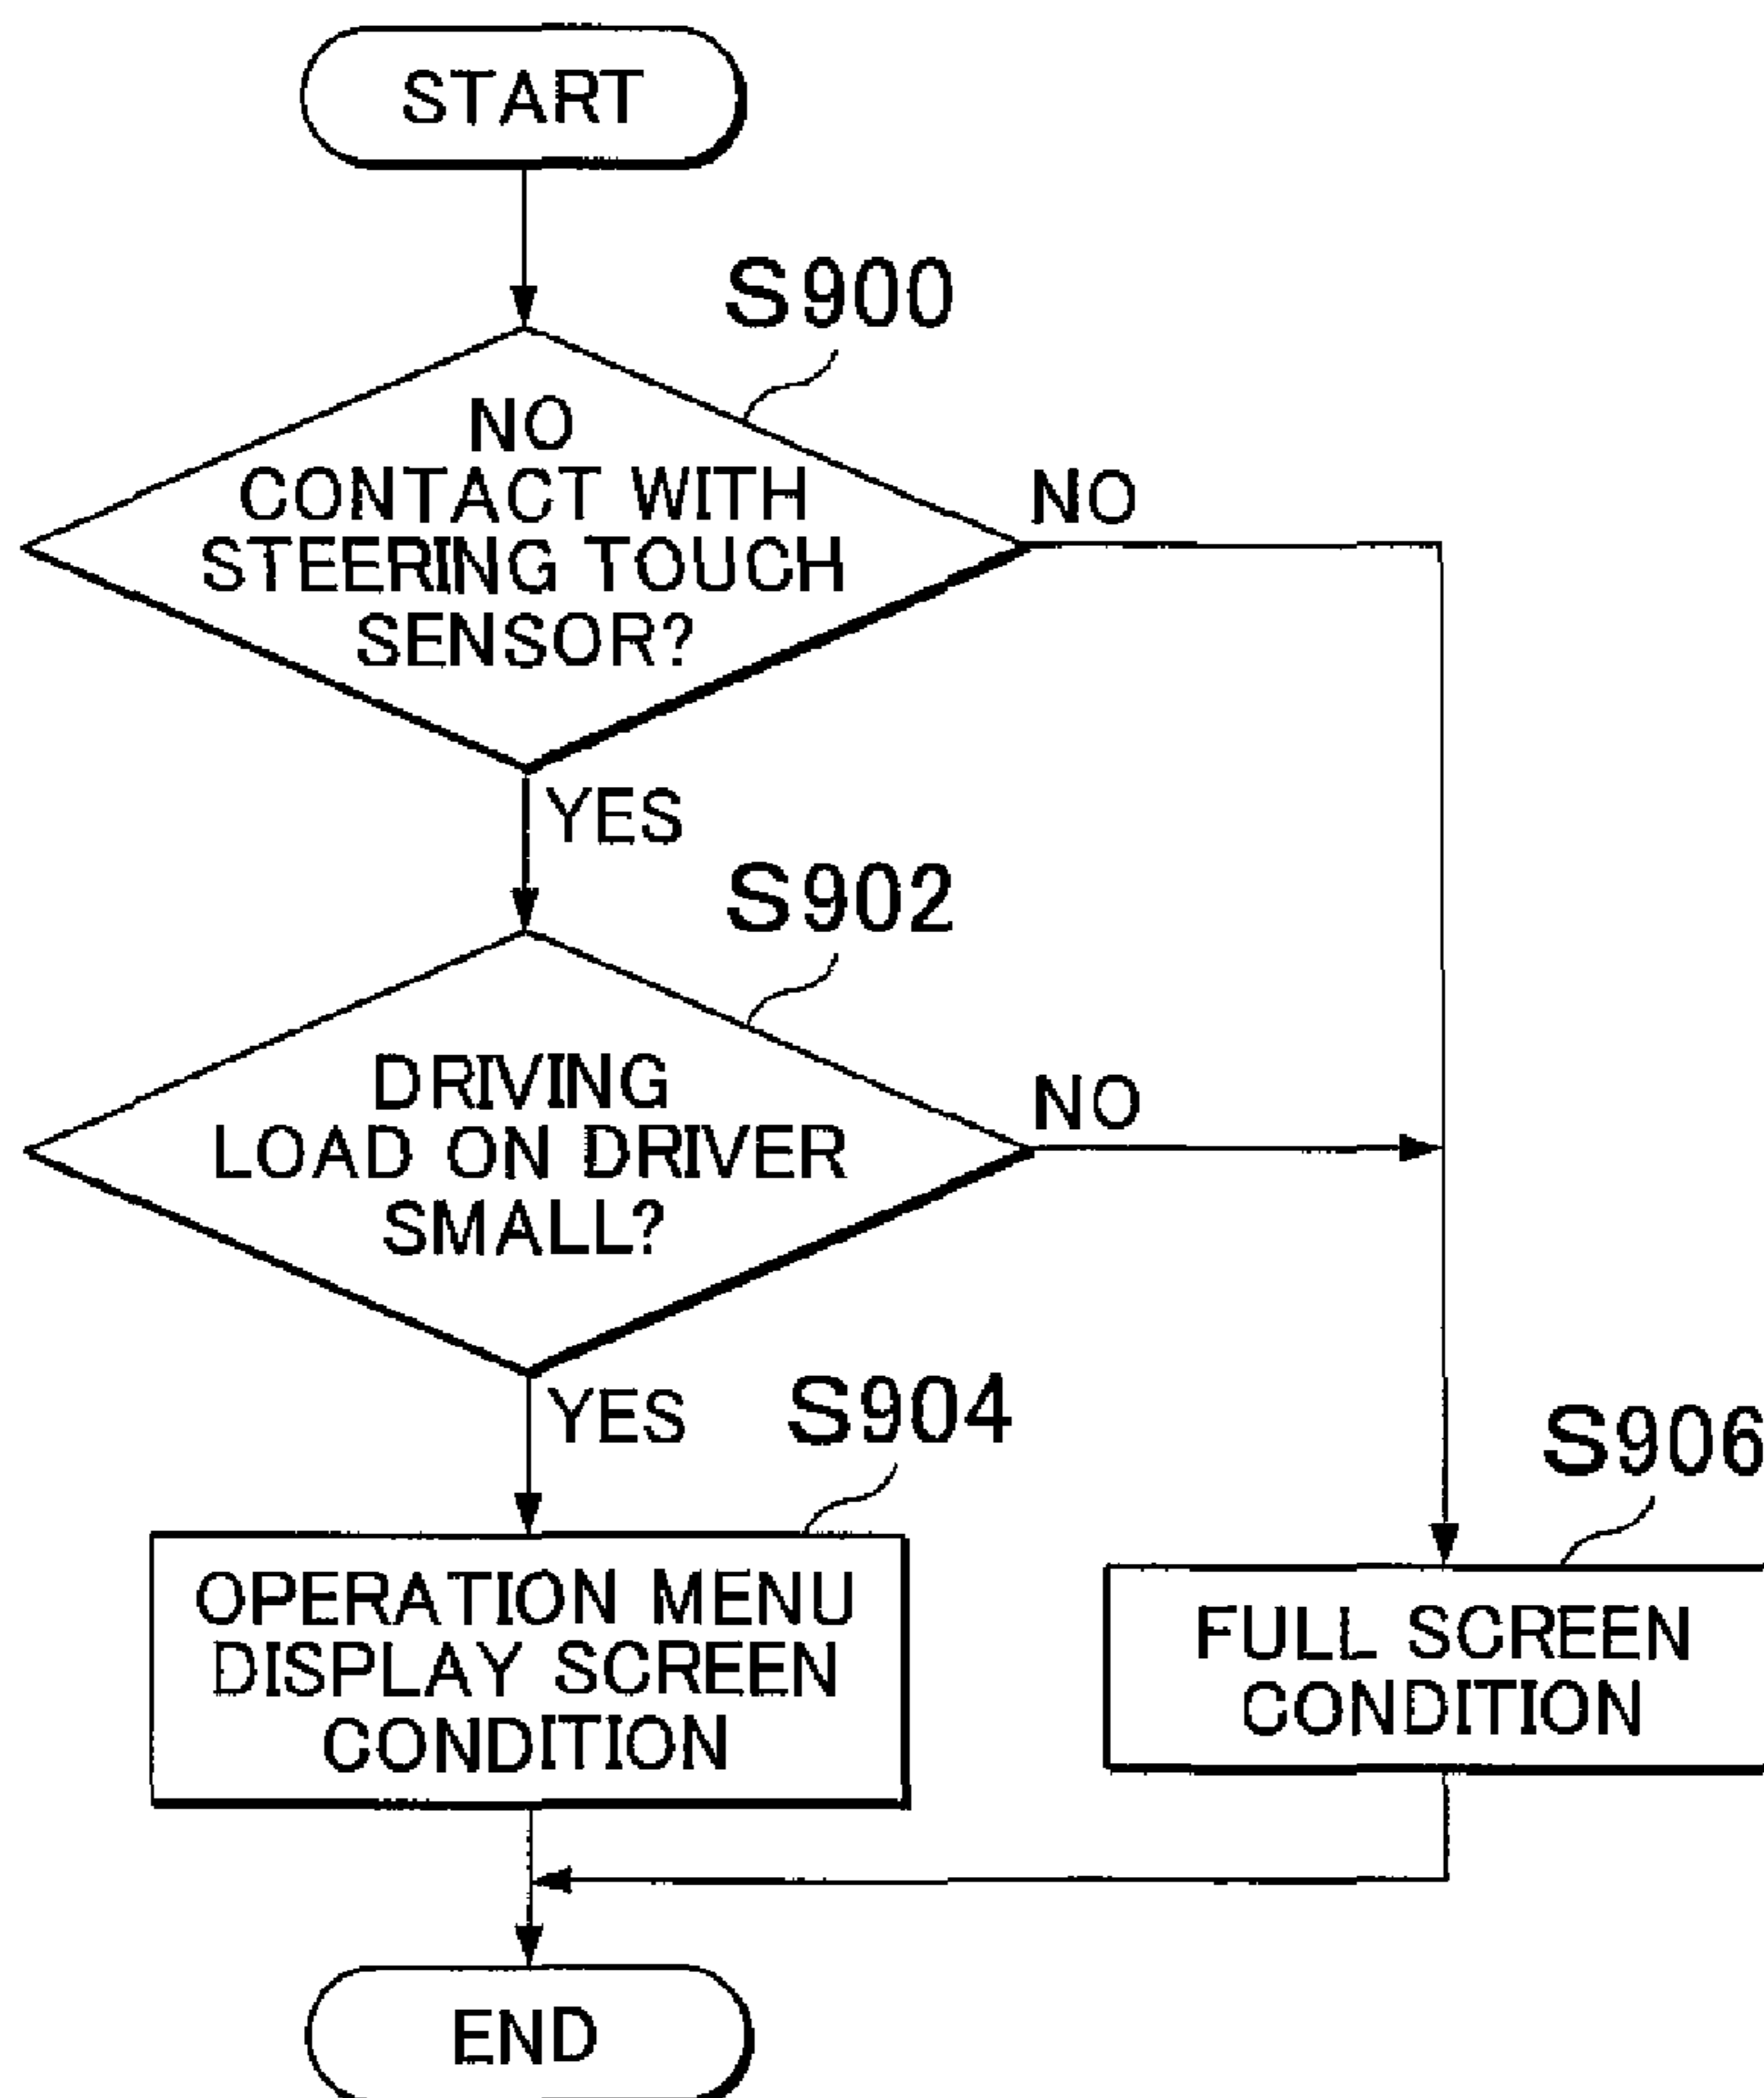 START
S900
NO
CONTACT WITH
STEERING TOUCH
SENSOR?
NO
YES
S902
DRIVING
LOAD ON DRIVER
SMALL?
NO
YES
S904
S906
OPERATION MENU
DISPLAY SCREEN
CONDITION
FULL SCREEN
CONDITION
END